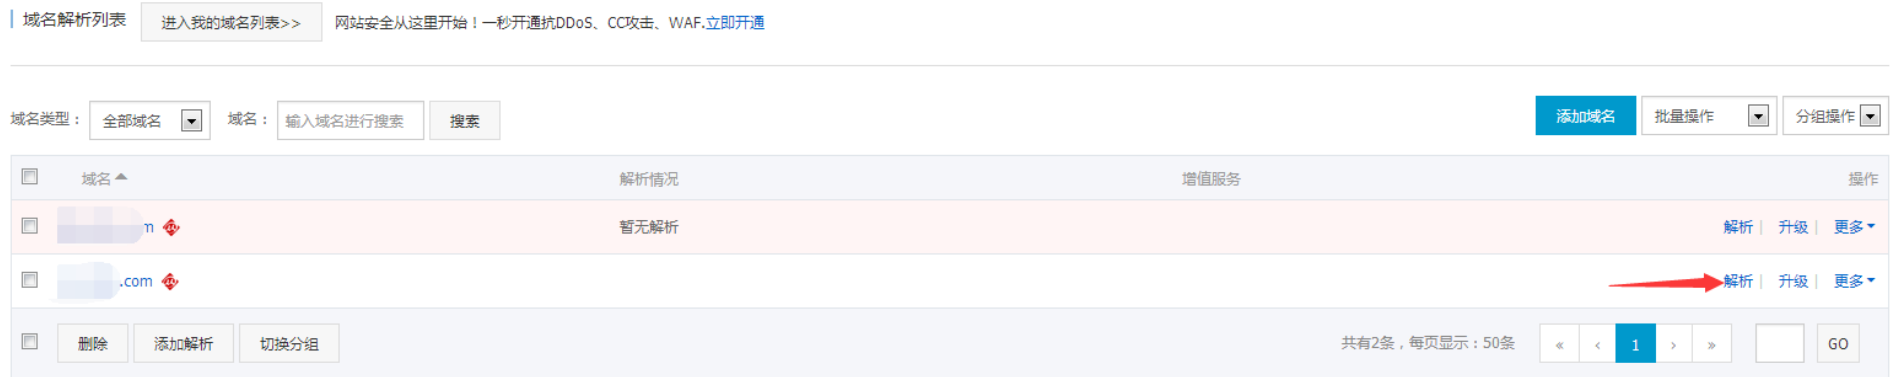 域名解析列表 进入我的域名列表>> 网站安全从这里开始！一秒开通抗DDoS、CC攻击、WAF.立即开通
域名类型： 全部域名 域名： 输入域名进行搜索 搜索 添加域名 批量操作 分组操作
域名 解析情况 增值服务 操作
m 暂无解析 解析 | 升级 | 更多
.com 解析 | 升级 | 更多
删除 添加解析 切换分组 共有2条，每页显示：50条 « ‹ 1 › » GO